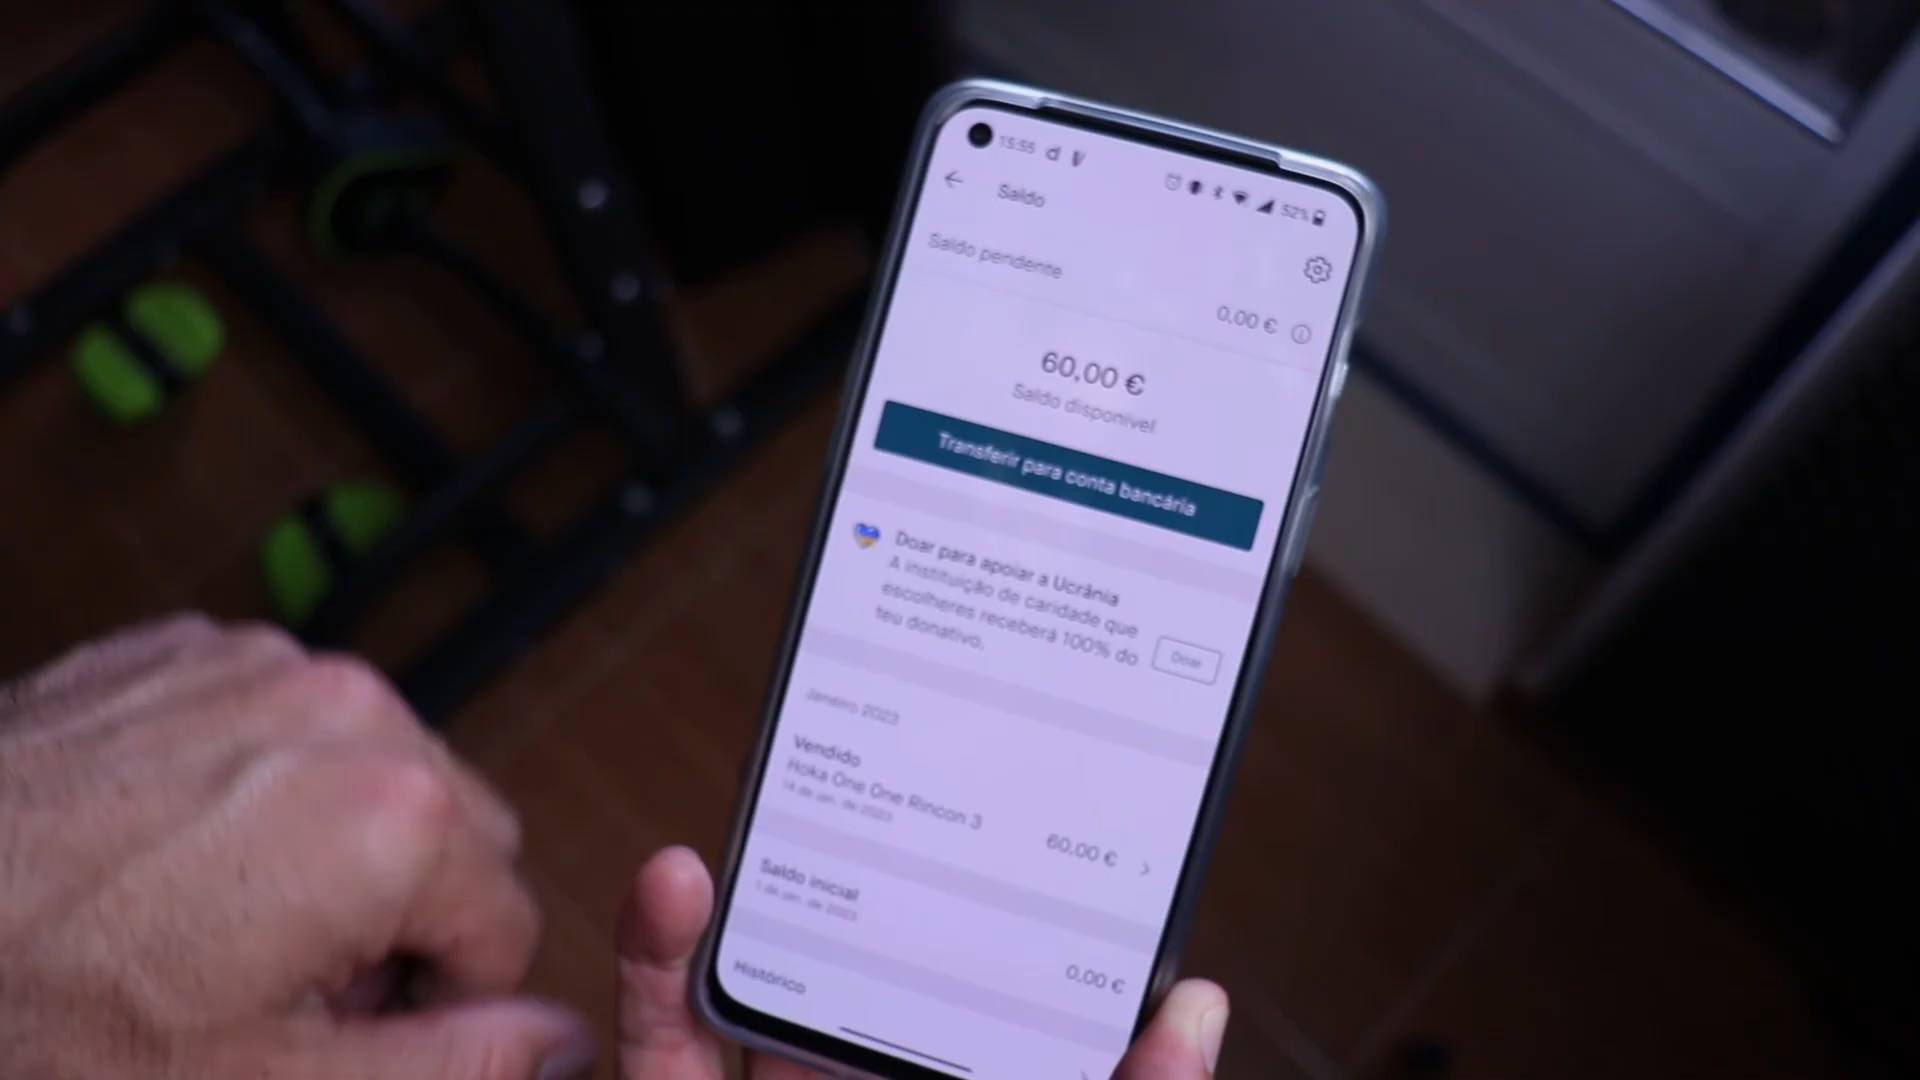 15:55
52%
Saldo
Saldo pendente
0,00 €
60,00 €
Saldo disponível
Transferir para conta bancária
Doar para apoiar a Ucrânia
A instituição de caridade que
escolheres receberá 100% do
teu donativo.
Doar
Janeiro 2023
Vendido
Hoka One One Rincon 3
14 de jan. de 2023
60,00 €
Saldo inicial
1 de jan. de 2023
0,00 €
Histórico